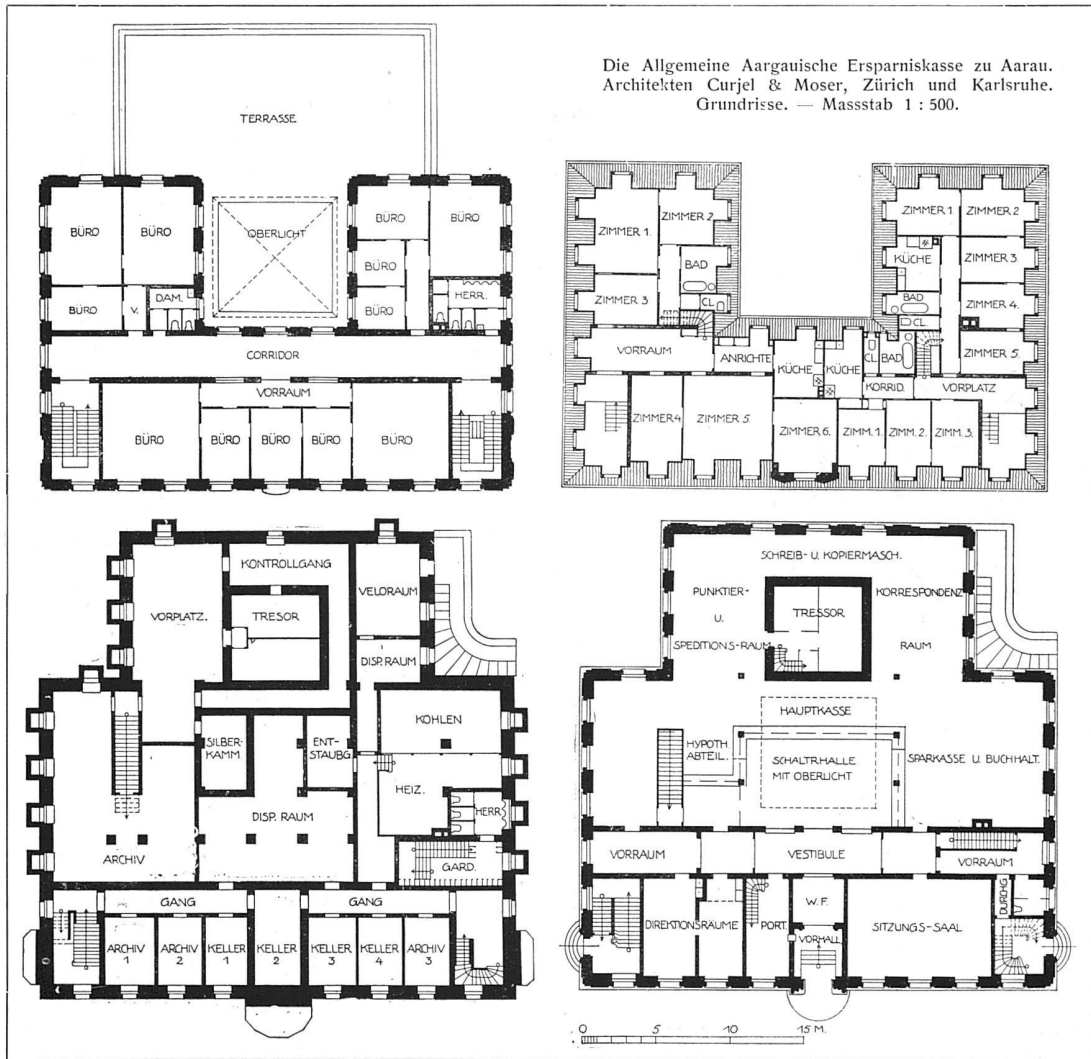 Die Allgemeine Aargauische Ersparniskasse zu Aarau.
Architekten Curjel & Moser, Zürich und Karlsruhe.
Grundrisse. — Massstab 1 : 500.
TERRASSE
BÜRO
BÜRO
OBERLICHT
BÜRO
BÜRO
BÜRO
BÜRO
V.
DAM.
BÜRO
HERR.
CORRIDOR
VORRAUM
BÜRO
BÜRO
BÜRO
BÜRO
BÜRO
ZIMMER 1.
ZIMMER 2
BAD
ZIMMER 3
CL.
VORRAUM
ANRICHTE
KÜCHE
KÜCHE
CL.
BAD
ZIMMER 1.
ZIMMER 2
KÜCHE
ZIMMER 3.
BAD
ZIMMER 4.
CL.
ZIMMER 5.
KORRID.
VORPLATZ
ZIMMER 4.
ZIMMER 5.
ZIMMER 6.
ZIMM. 1.
ZIMM. 2.
ZIMM. 3.
KONTROLLGANG
VORPLATZ.
TRESOR
VELORAUM
DISP. RAUM
SILBER-
KAMM
ENT-
STAUBG
KOHLEN
HEIZ.
DISP. RAUM
HERR.
ARCHIV
GARD.
GANG
GANG
ARCHIV
1
ARCHIV
2
KELLER
1
KELLER
2
KELLER
3
KELLER
4
ARCHIV
3
SCHREIB- U. KOPIERMASCH.
PUNKTIER-
U.
SPEDITIONS-RAUM
TRESSOR
KORRESPONDENZ
RAUM
HAUPTKASSE
HYPOTH.
ABTEIL.
SCHALTRHALLE
MIT OBERLICHT
SPARKASSE U. BUCHHALT.
VORRAUM
VESTIBULE
VORRAUM
DIREKTIONSRÄUME
PORT.
W.F.
VORHALL
SITZUNGS-SAAL
DURCHG
0 5 10 15 M.